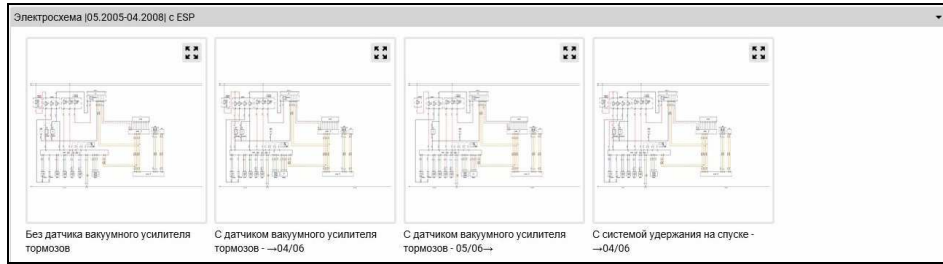 Электросхема |05.2005-04.2008| с ESP
Без датчика вакуумного усилителя
тормозов
С датчиком вакуумного усилителя
тормозов - →04/06
С датчиком вакуумного усилителя
тормозов - 05/06→
С системой удержания на спуске -
→04/06